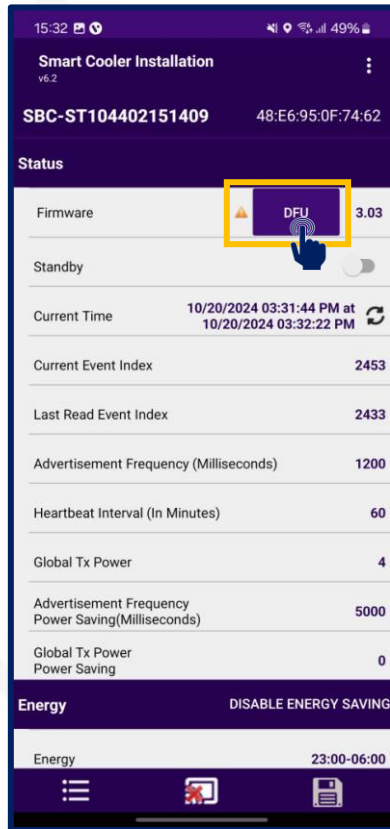 15:32 49%
Smart Cooler Installation
v6.2
SBC-ST104402151409 48:E6:95:0F:74:62
Status
Firmware DFU 3.03
Standby
Current Time 10/20/2024 03:31:44 PM at
10/20/2024 03:32:22 PM
Current Event Index 2453
Last Read Event Index 2433
Advertisement Frequency (Milliseconds) 1200
Heartbeat Interval (In Minutes) 60
Global Tx Power 4
Advertisement Frequency
Power Saving(Milliseconds) 5000
Global Tx Power
Power Saving 0
Energy DISABLE ENERGY SAVING
Energy 23:00-06:00